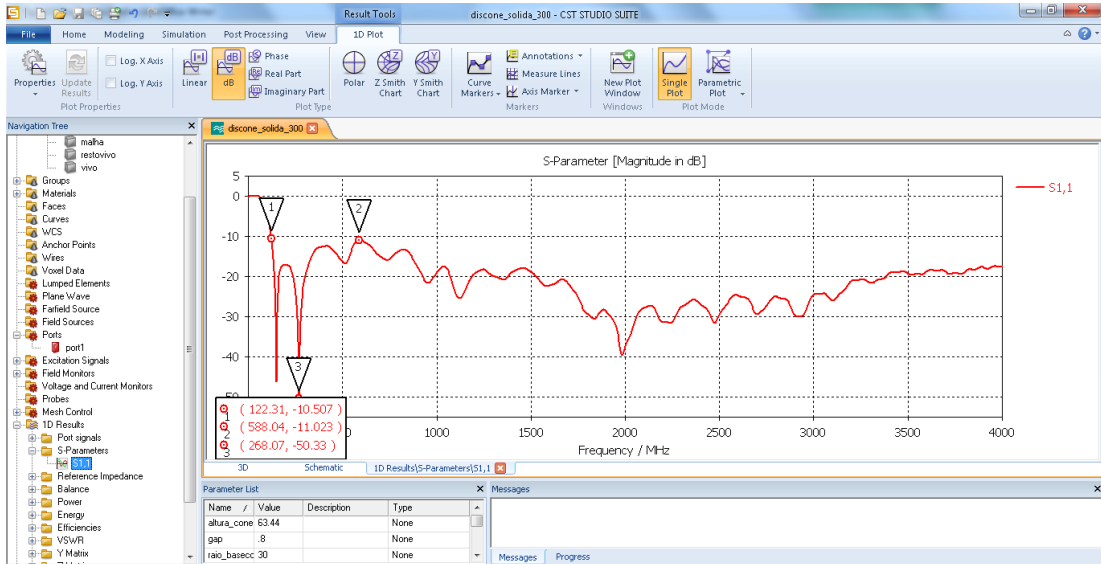 Result Tools
discone_solida_300 - CST STUDIO SUITE
File Home Modeling Simulation Post Processing View 1D Plot
Properties
Update Results
Log. X Axis
Log. Y Axis
Plot Properties
Linear
dB
Phase
Real Part
Imaginary Part
Polar
Z Smith Chart
Y Smith Chart
Plot Type
Curve Markers
Annotations
Measure Lines
Axis Marker
Markers
New Plot Window
Windows
Single Plot
Parametric Plot
Plot Mode
Navigation Tree
malha
restovivo
vivo
Groups
Materials
Faces
Curves
WCS
Anchor Points
Wires
Voxel Data
Lumped Elements
Plane Wave
Farfield Source
Field Sources
Ports
port1
Excitation Signals
Field Monitors
Voltage and Current Monitors
Probes
Mesh Control
1D Results
Port signals
S-Parameters
S1,1
Reference Impedance
Balance
Power
Energy
Efficiencies
VSWR
Y Matrix
discone_solida_300
S-Parameter [Magnitude in dB]
S1,1
5
0
-10
-20
-30
-40
1
2
3
1 ( 122.31, -10.507 )
2 ( 588.04, -11.023 )
3 ( 268.07, -50.33 )
1000 1500 2000 2500 3000 3500 4000
Frequency / MHz
3D Schematic 1D Results\S-Parameters\S1,1
Parameter List
Name / Value Description Type
altura_cone 63.44 None
gap .8 None
raio_basecc 30 None
Messages
Messages Progress